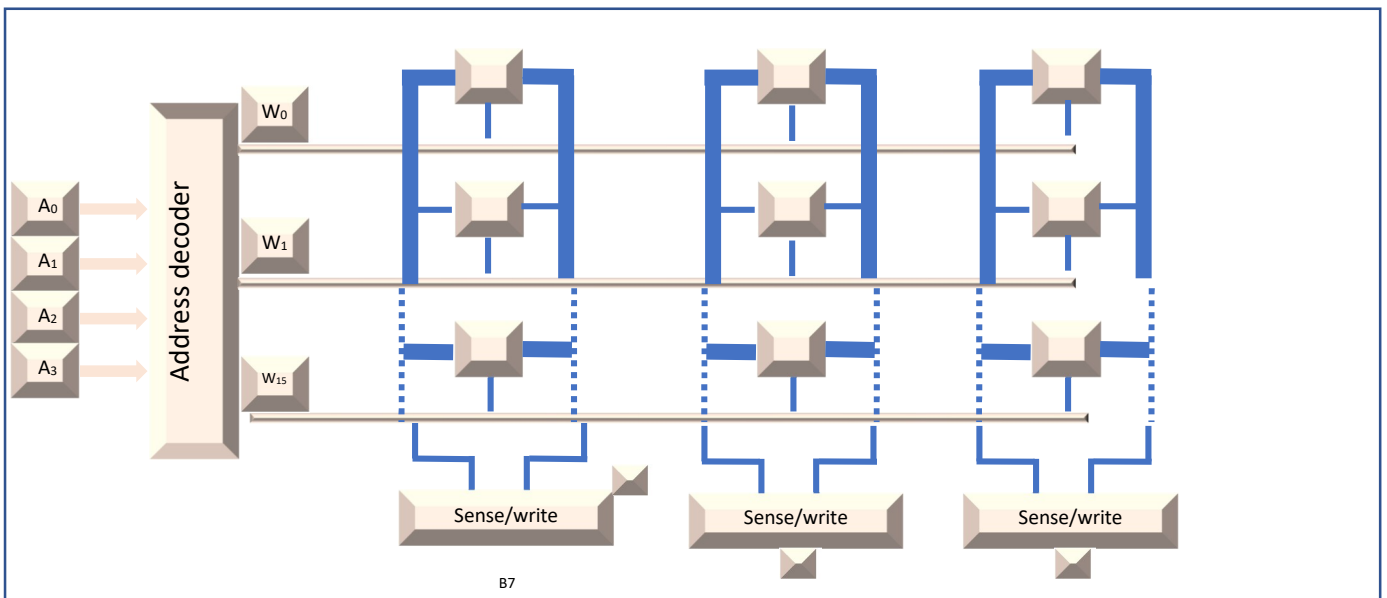 W₀
A₀
Address decoder
W₁
A₁
A₂
A₃
W₁₅
Sense/write
Sense/write
Sense/write
B7